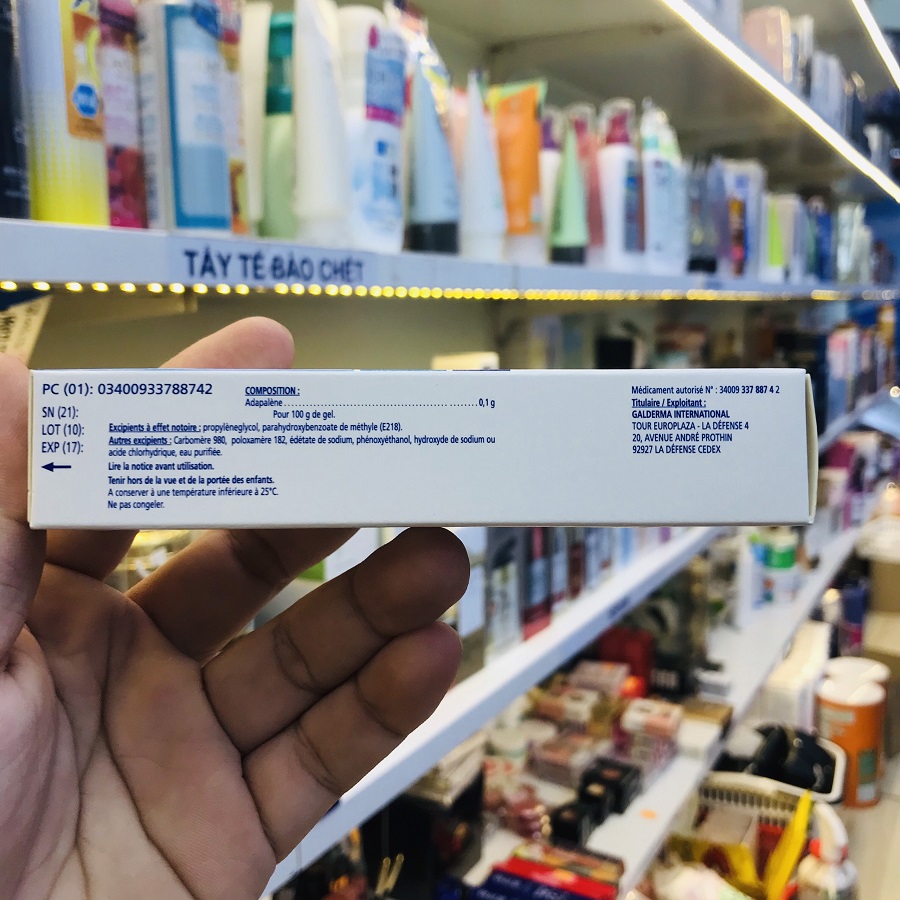 TẨY TẾ BÀO CHẾT
PC (01): 03400933788742
SN (21):
LOT (10):
EXP (17):
COMPOSITION :
Adapalène................................................0,1 g
Pour 100 g de gel.
Excipients à effet notoire : propylèneglycol, parahydroxybenzoate de méthyle (E218).
Autres excipients : Carbomère 980, poloxamère 182, édétate de sodium, phénoxyéthanol, hydroxyde de sodium ou
acide chlorhydrique, eau purifiée.
Lire la notice avant utilisation.
Tenir hors de la vue et de la portée des enfants.
A conserver à une température inférieure à 25°C.
Ne pas congeler.
Médicament autorisé N° : 34009 337 887 4 2
Titulaire / Exploitant :
GALDERMA INTERNATIONAL
TOUR EUROPLAZA - LA DÉFENSE 4
20, AVENUE ANDRÉ PROTHIN
92927 LA DÉFENSE CEDEX